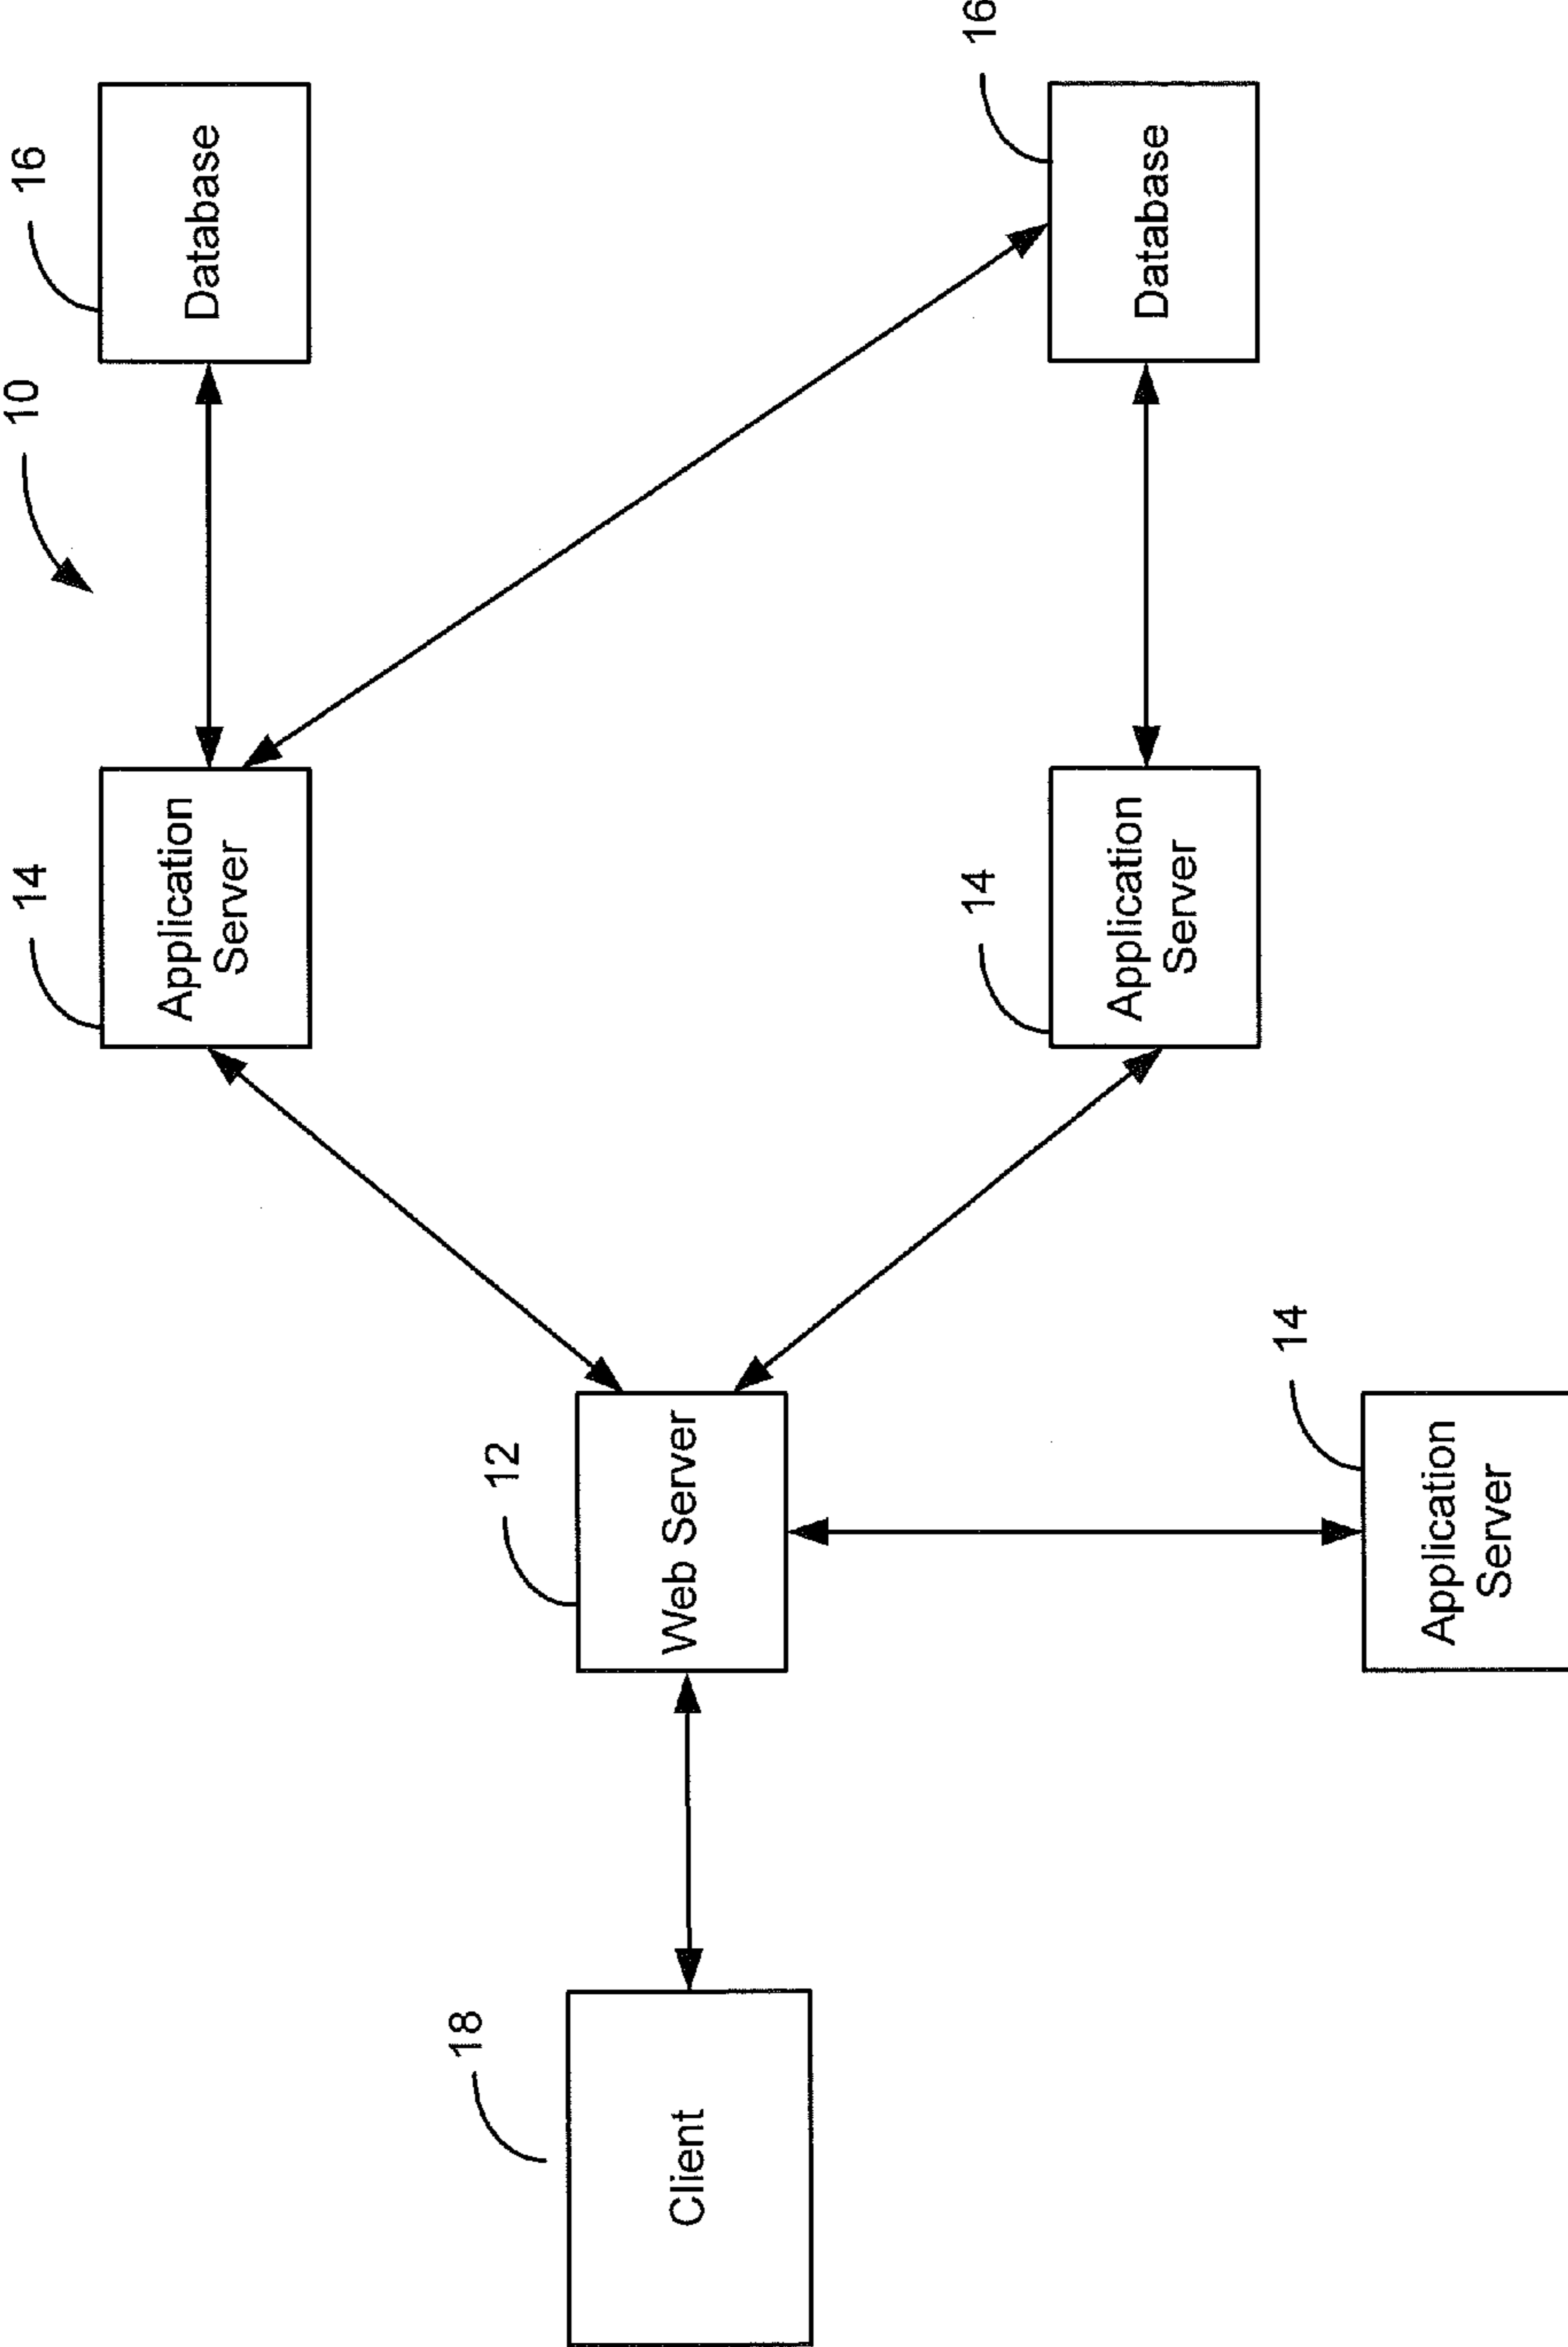 10
14
16
Application
Server
Database
12
18
Web Server
Client
14
16
Application
Server
Database
14
Application
Server